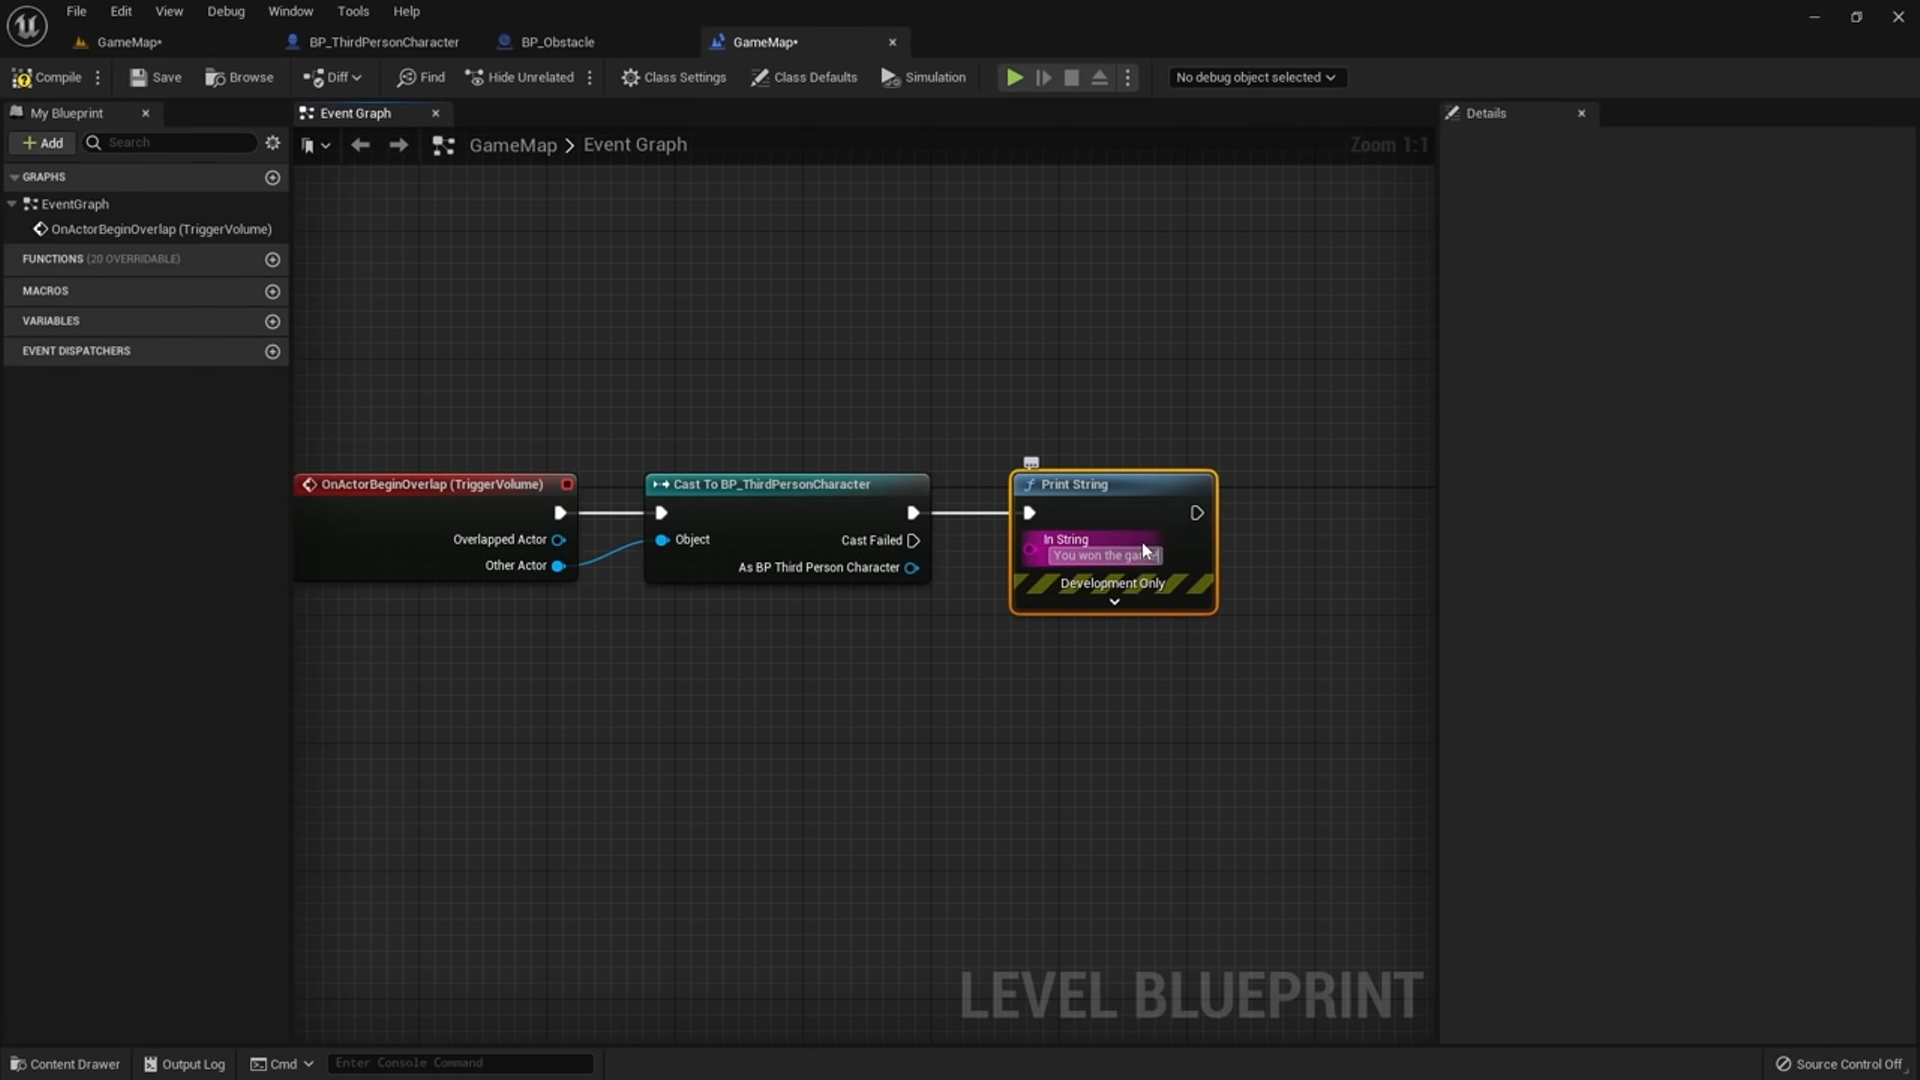 File Edit View Debug Window Tools Help
GameMap• BP_ThirdPersonCharacter BP_Obstacle GameMap•
Compile Save Browse Diff Find Hide Unrelated Class Settings Class Defaults Simulation No debug object selected
My Blueprint Event Graph Details
Add Search GameMap > Event Graph Zoom 1:1
GRAPHS
EventGraph
OnActorBeginOverlap (TriggerVolume)
FUNCTIONS (20 OVERRIDABLE)
MACROS
VARIABLES
EVENT DISPATCHERS
OnActorBeginOverlap (TriggerVolume)
Overlapped Actor
Other Actor
Cast To BP_ThirdPersonCharacter
Object Cast Failed
As BP Third Person Character
Print String
In String
You won the
Development Only
LEVEL BLUEPRINT
Content Drawer Output Log Cmd Enter Console Command Source Control Off